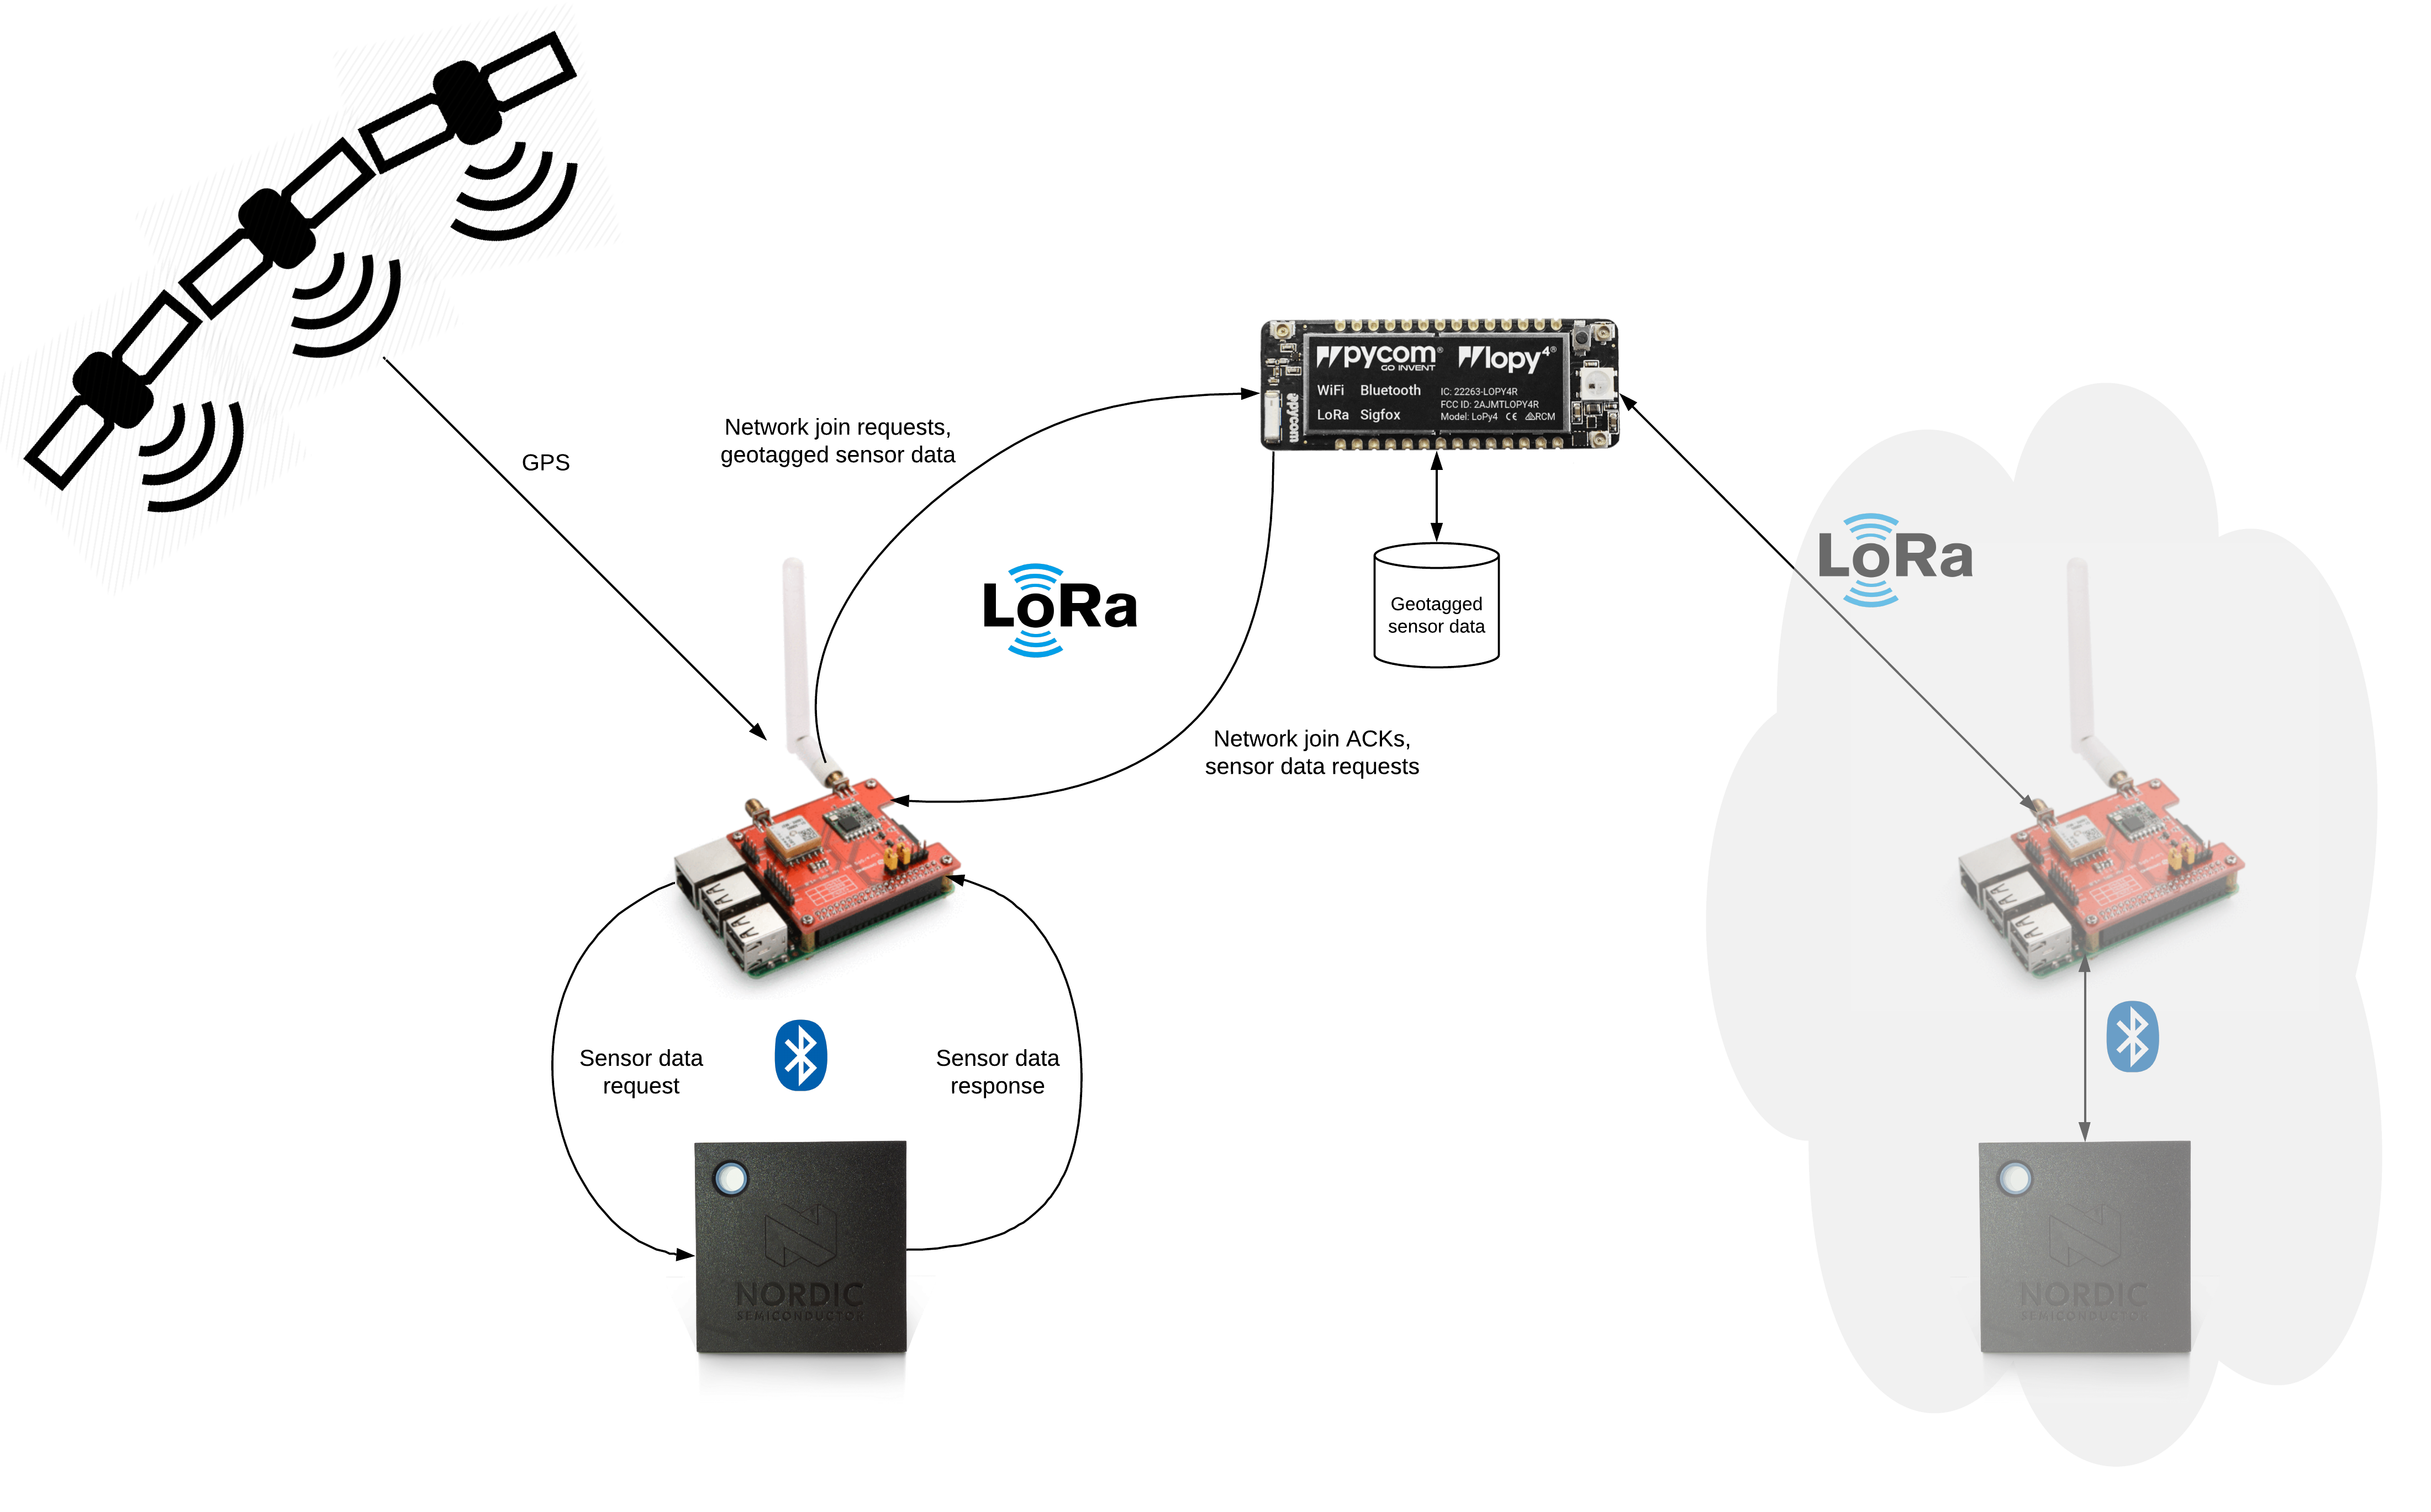 GPS
Network join requests,
geotagged sensor data
pycom®
GO INVENT
lopy4®
WiFi Bluetooth
LoRa Sigfox
IC: 22263-LOPY4R
FCC ID: 2AJMTLOPY4R
Model: LoPy4 CE RCM
pycom
LoRa
Geotagged
sensor data
LoRa
Network join ACKs,
sensor data requests
Sensor data
request
Sensor data
response
NORDIC
SEMICONDUCTOR
NORDIC
SEMICONDUCTOR